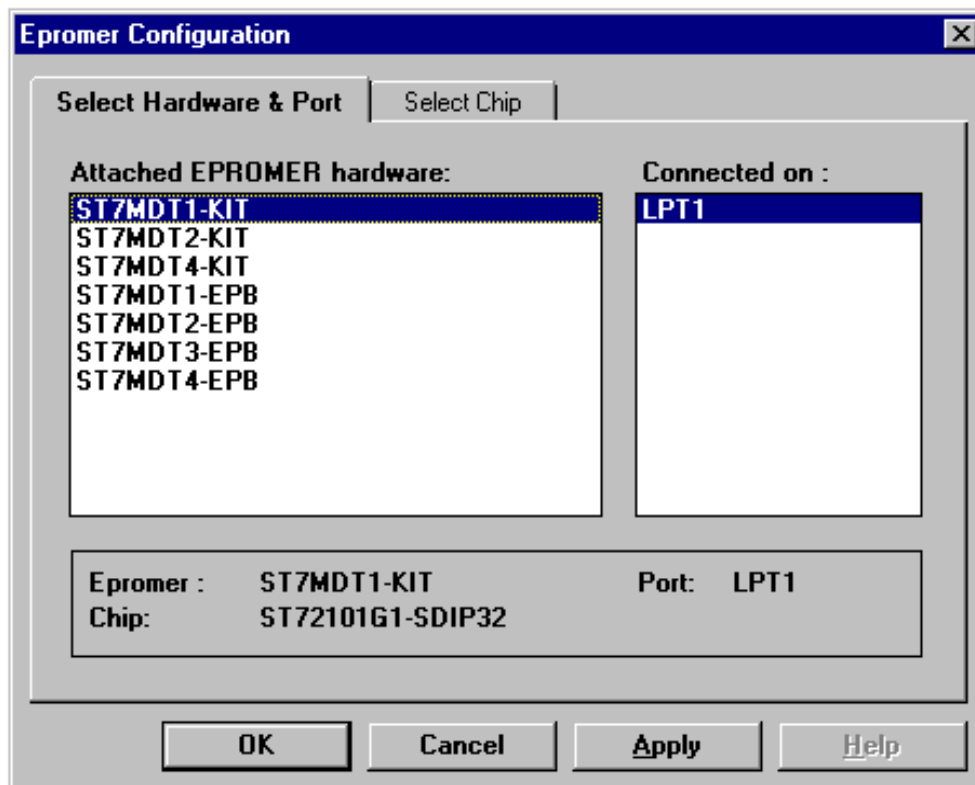 Epromer Configuration
Select Hardware & Port
Select Chip
Attached EPROMER hardware:
Connected on :
ST7MDT1-KIT
LPT1
ST7MDT2-KIT
ST7MDT4-KIT
ST7MDT1-EPB
ST7MDT2-EPB
ST7MDT3-EPB
ST7MDT4-EPB
Epromer : ST7MDT1-KIT Port: LPT1
Chip: ST72101G1-SDIP32
OK
Cancel
Apply
Help